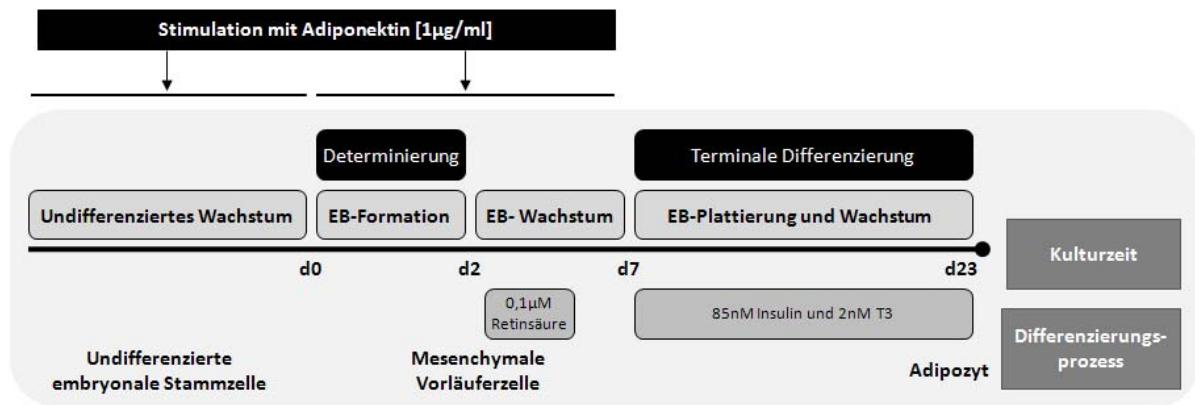 Stimulation mit Adiponektin [1µg/ml]
Determinierung
Terminale Differenzierung
Undifferenziertes Wachstum
EB-Formation
EB- Wachstum
EB-Plattierung und Wachstum
d0
d2
d7
d23
Kulturzeit
0,1µM
Retinsäure
85nM Insulin und 2nM T3
Undifferenzierte
embryonale Stammzelle
Mesenchymale
Vorläuferzelle
Adipozyt
Differenzierungs-
prozess